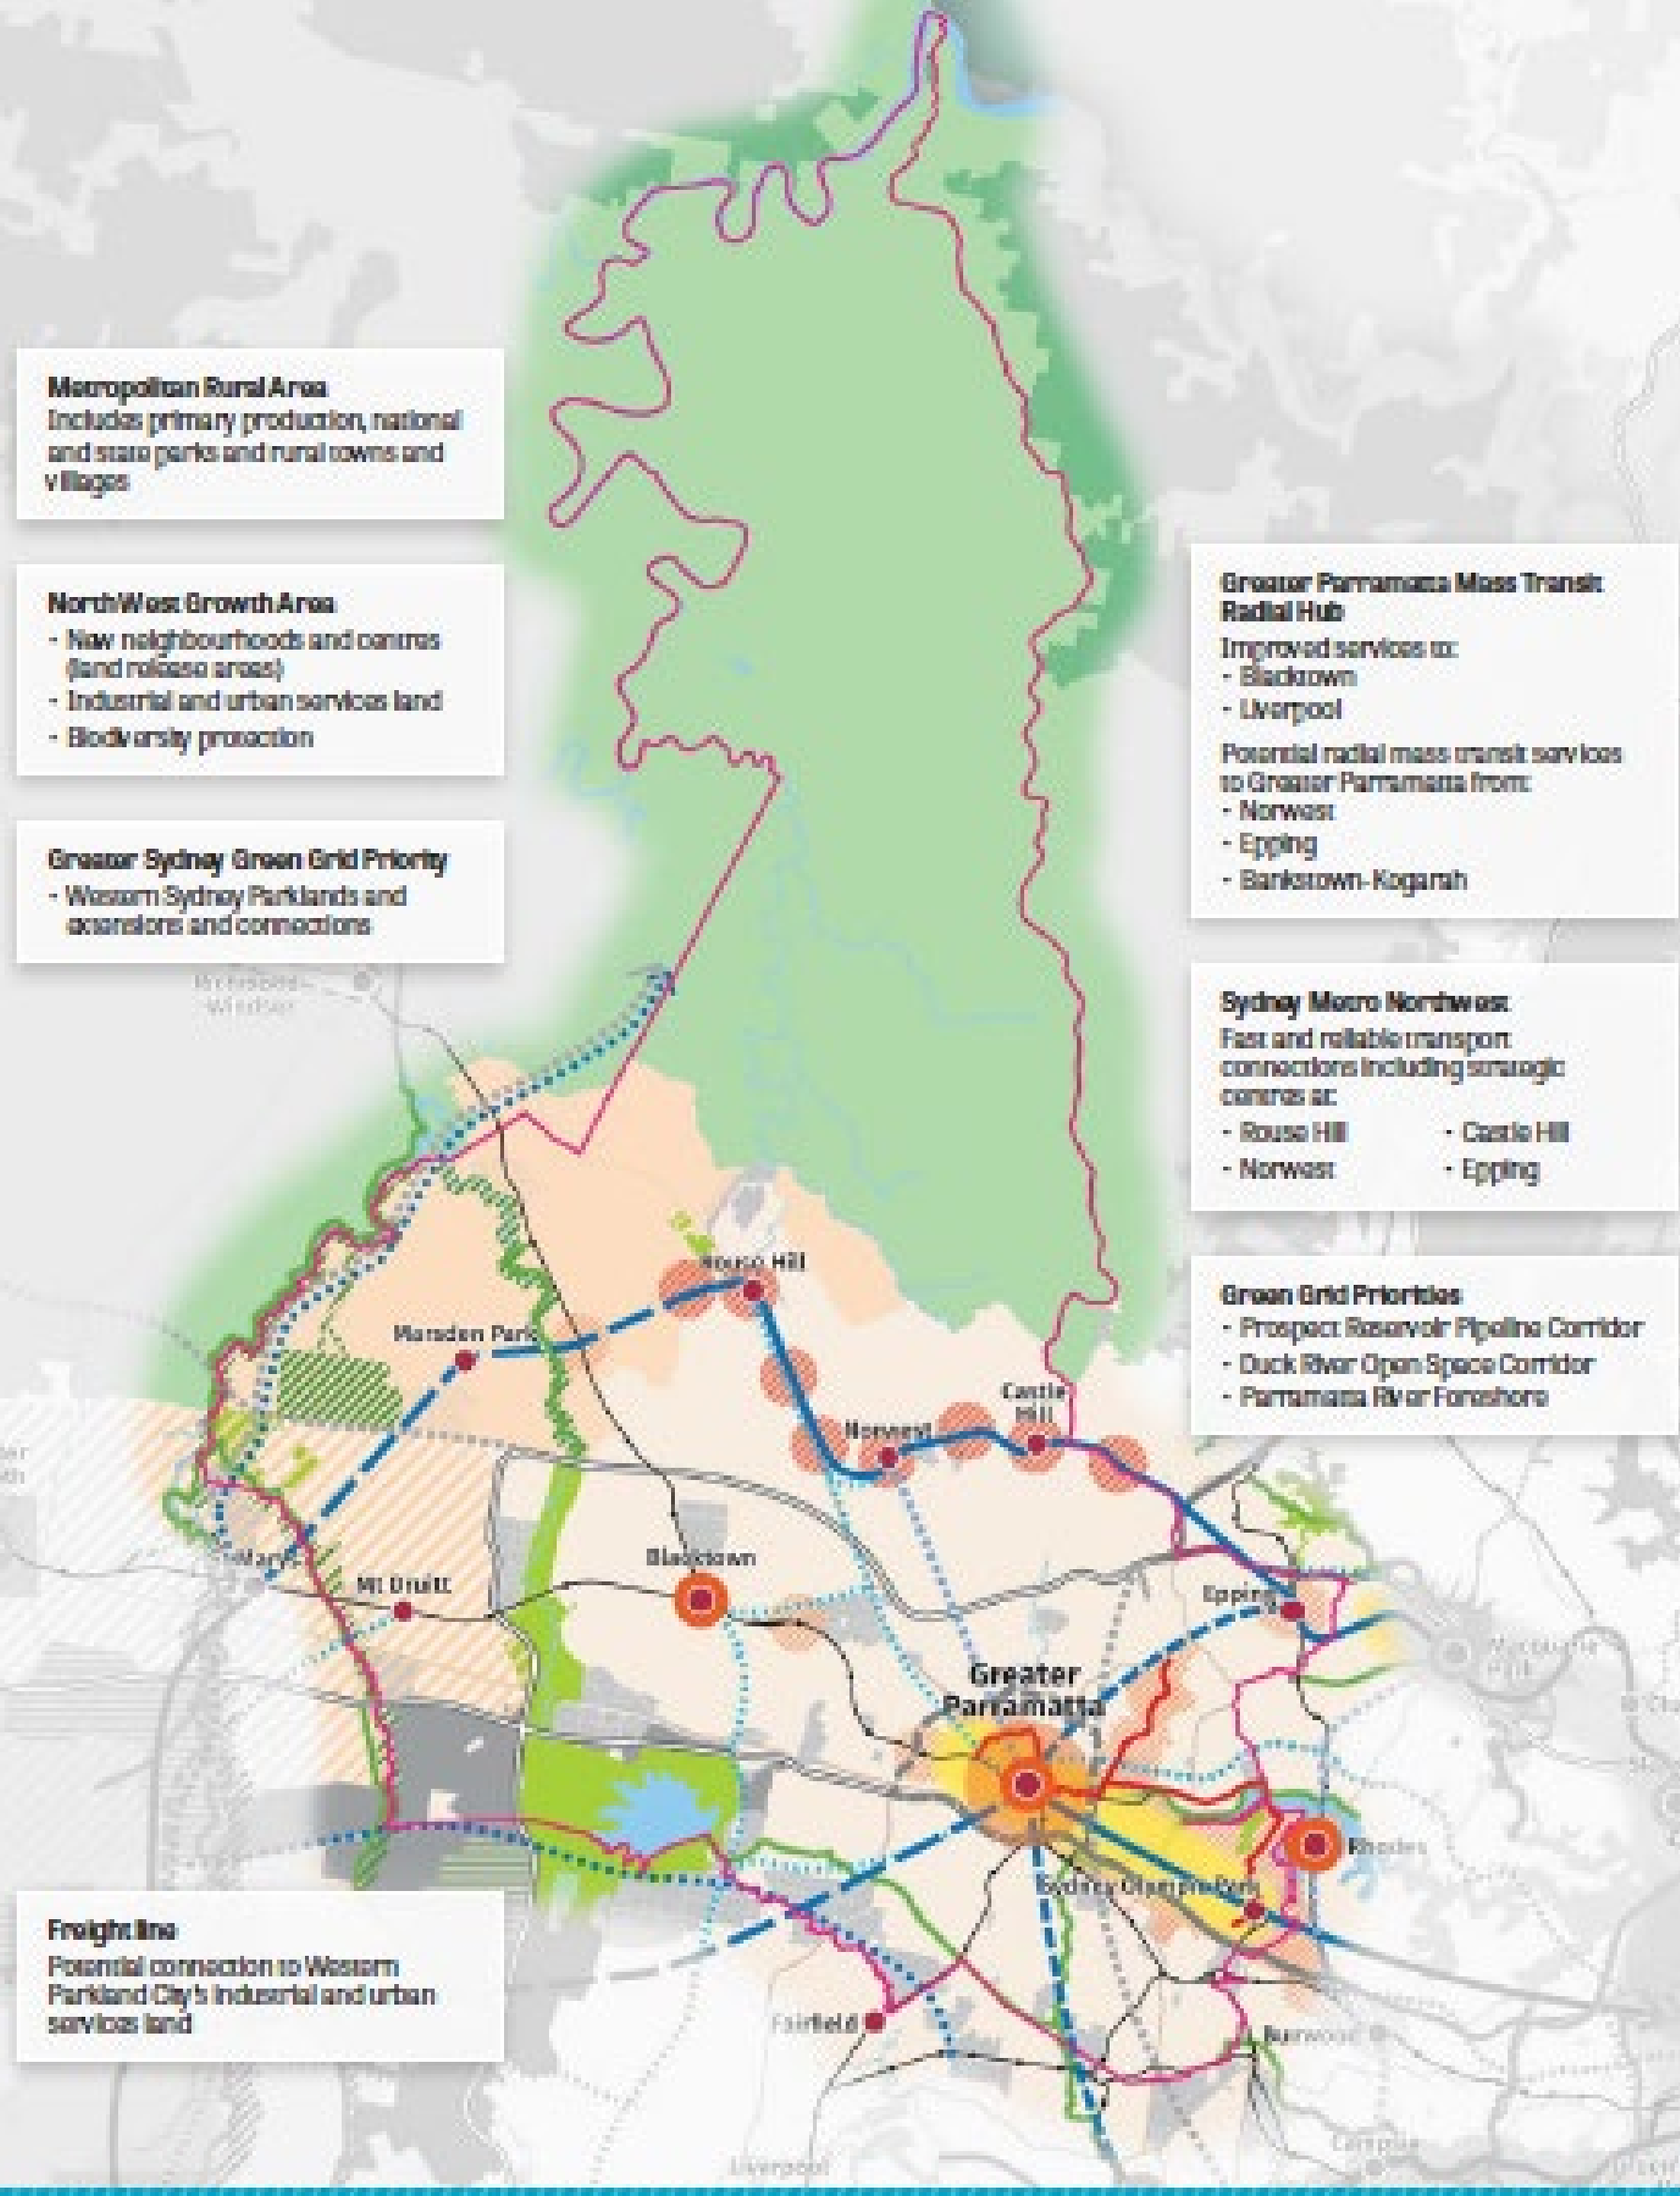 Metropolitan Rural Area
Includes primary production, national
and state parks and rural towns and
villages
North West Growth Area
- New neighbourhoods and centres
(land release areas)
- Industrial and urban services land
- Biodiversity protection
Greater Sydney Green Grid Priority
- Western Sydney Parklands and
extensions and connections
Richmond-
Windsor
Greater Parramatta Mass Transit
Radial Hub
Improved services to:
- Blacktown
- Liverpool
Potential radial mass transit services
to Greater Parramatta from:
- Norwest
- Epping
- Bankstown-Kogarah
Sydney Metro Northwest
Fast and reliable transport
connections including strategic
centres at:
- Rouse Hill
- Castle Hill
- Norwest
- Epping
Green Grid Priorities
- Prospect Reservoir Pipeline Corridor
- Duck River Open Space Corridor
- Parramatta River Foreshore
Rouse Hill
Marsden Park
Castle
Hill
Norwest
Blacktown
Mt Druitt
Epping
Macquarie
Park
Greater
Parramatta
Rhodes
Sydney Olympic Park
Freight line
Potential connection to Western
Parkland City's industrial and urban
services land
Fairfield
Burwood
Campsie
Liverpool